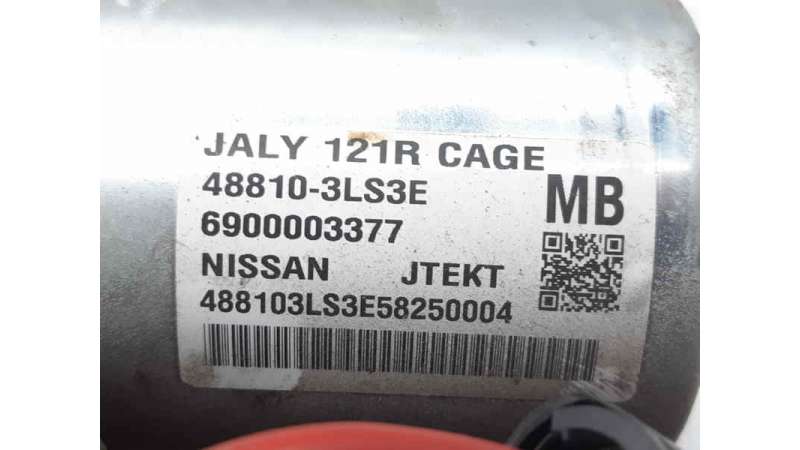 JALY 121R CAGE
48810-3LS3E
MB
6900003377
NISSAN JTEKT
488103LS3E58250004